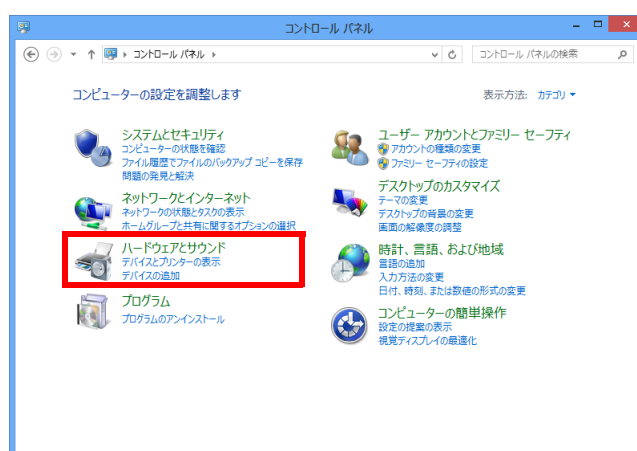 コントロール パネル
コントロール パネル
コントロール パネルの検索
コンピューターの設定を調整します
表示方法: カテゴリ
システムとセキュリティ
コンピューターの状態を確認
ファイル履歴でファイルのバックアップ コピーを保存
問題の発見と解決
ネットワークとインターネット
ネットワークの状態とタスクの表示
ホームグループと共有に関するオプションの選択
ハードウェアとサウンド
デバイスとプリンターの表示
デバイスの追加
プログラム
プログラムのアンインストール
ユーザー アカウントとファミリー セーフティ
アカウントの種類の変更
ファミリー セーフティの設定
デスクトップのカスタマイズ
テーマの変更
デスクトップの背景の変更
画面の解像度の調整
時計、言語、および地域
言語の追加
入力方法の変更
日付、時刻、または数値の形式の変更
コンピューターの簡単操作
設定の提案の表示
視覚ディスプレイの最適化